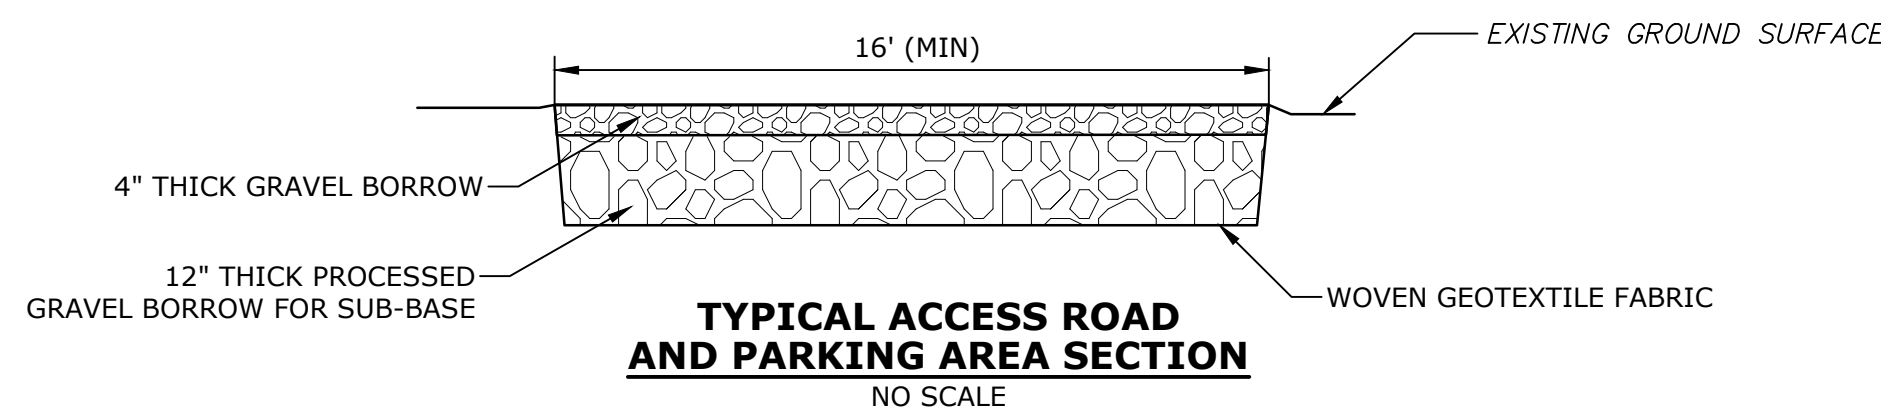 16' (MIN)
EXISTING GROUND SURFACE
4" THICK GRAVEL BORROW
12" THICK PROCESSED
GRAVEL BORROW FOR SUB-BASE
WOVEN GEOTEXTILE FABRIC
TYPICAL ACCESS ROAD
AND PARKING AREA SECTION
NO SCALE